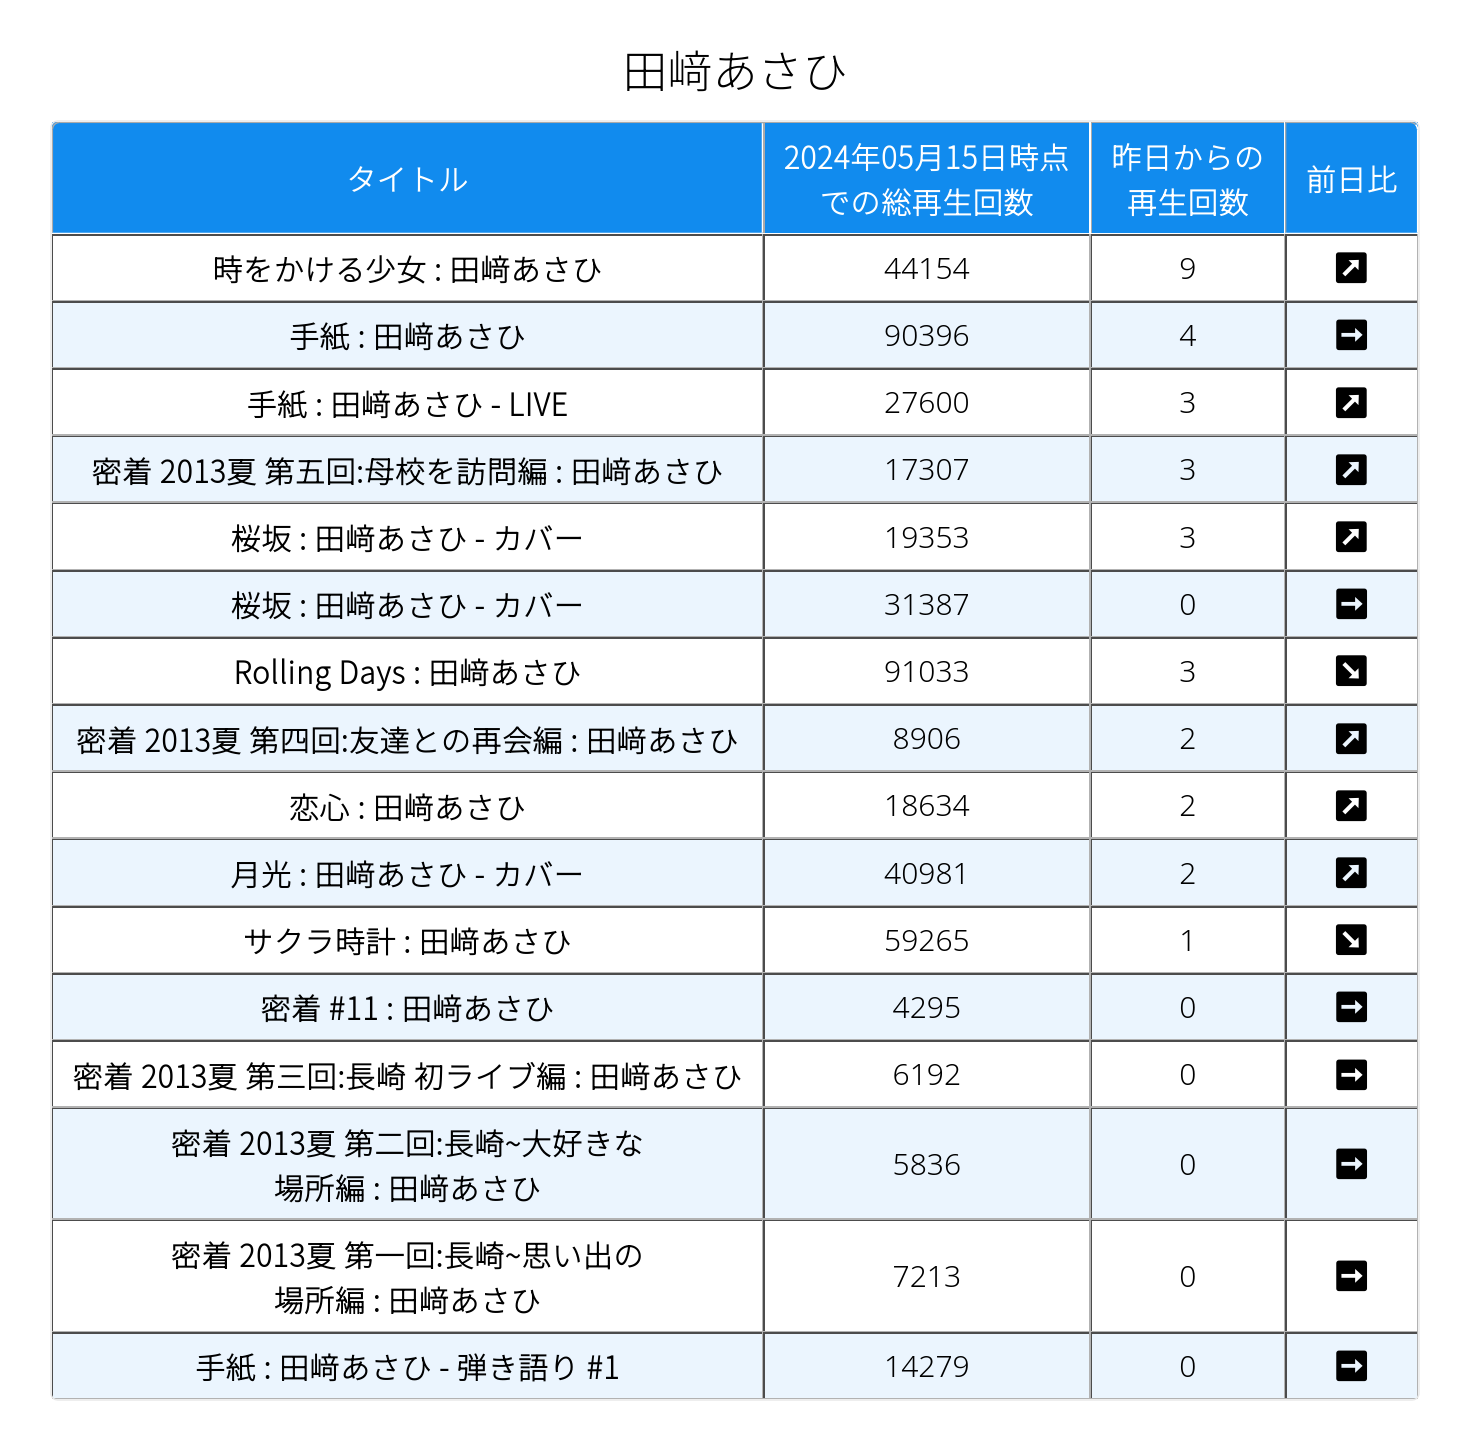 田﨑あさひ
タイトル
2024年05月15日時点
での総再生回数
昨日からの
再生回数
前日比
時をかける少女 : 田﨑あさひ 44154 9
手紙 : 田﨑あさひ 90396 4
手紙 : 田﨑あさひ - LIVE 27600 3
密着 2013夏 第五回:母校を訪問編 : 田﨑あさひ 17307 3
桜坂 : 田﨑あさひ - カバー 19353 3
桜坂 : 田﨑あさひ - カバー 31387 0
Rolling Days : 田﨑あさひ 91033 3
密着 2013夏 第四回:友達との再会編 : 田﨑あさひ 8906 2
恋心 : 田﨑あさひ 18634 2
月光 : 田﨑あさひ - カバー 40981 2
サクラ時計 : 田﨑あさひ 59265 1
密着 #11 : 田﨑あさひ 4295 0
密着 2013夏 第三回:長崎 初ライブ編 : 田﨑あさひ 6192 0
密着 2013夏 第二回:長崎~大好きな
場所編 : 田﨑あさひ 5836 0
密着 2013夏 第一回:長崎~思い出の
場所編 : 田﨑あさひ 7213 0
手紙 : 田﨑あさひ - 弾き語り #1 14279 0